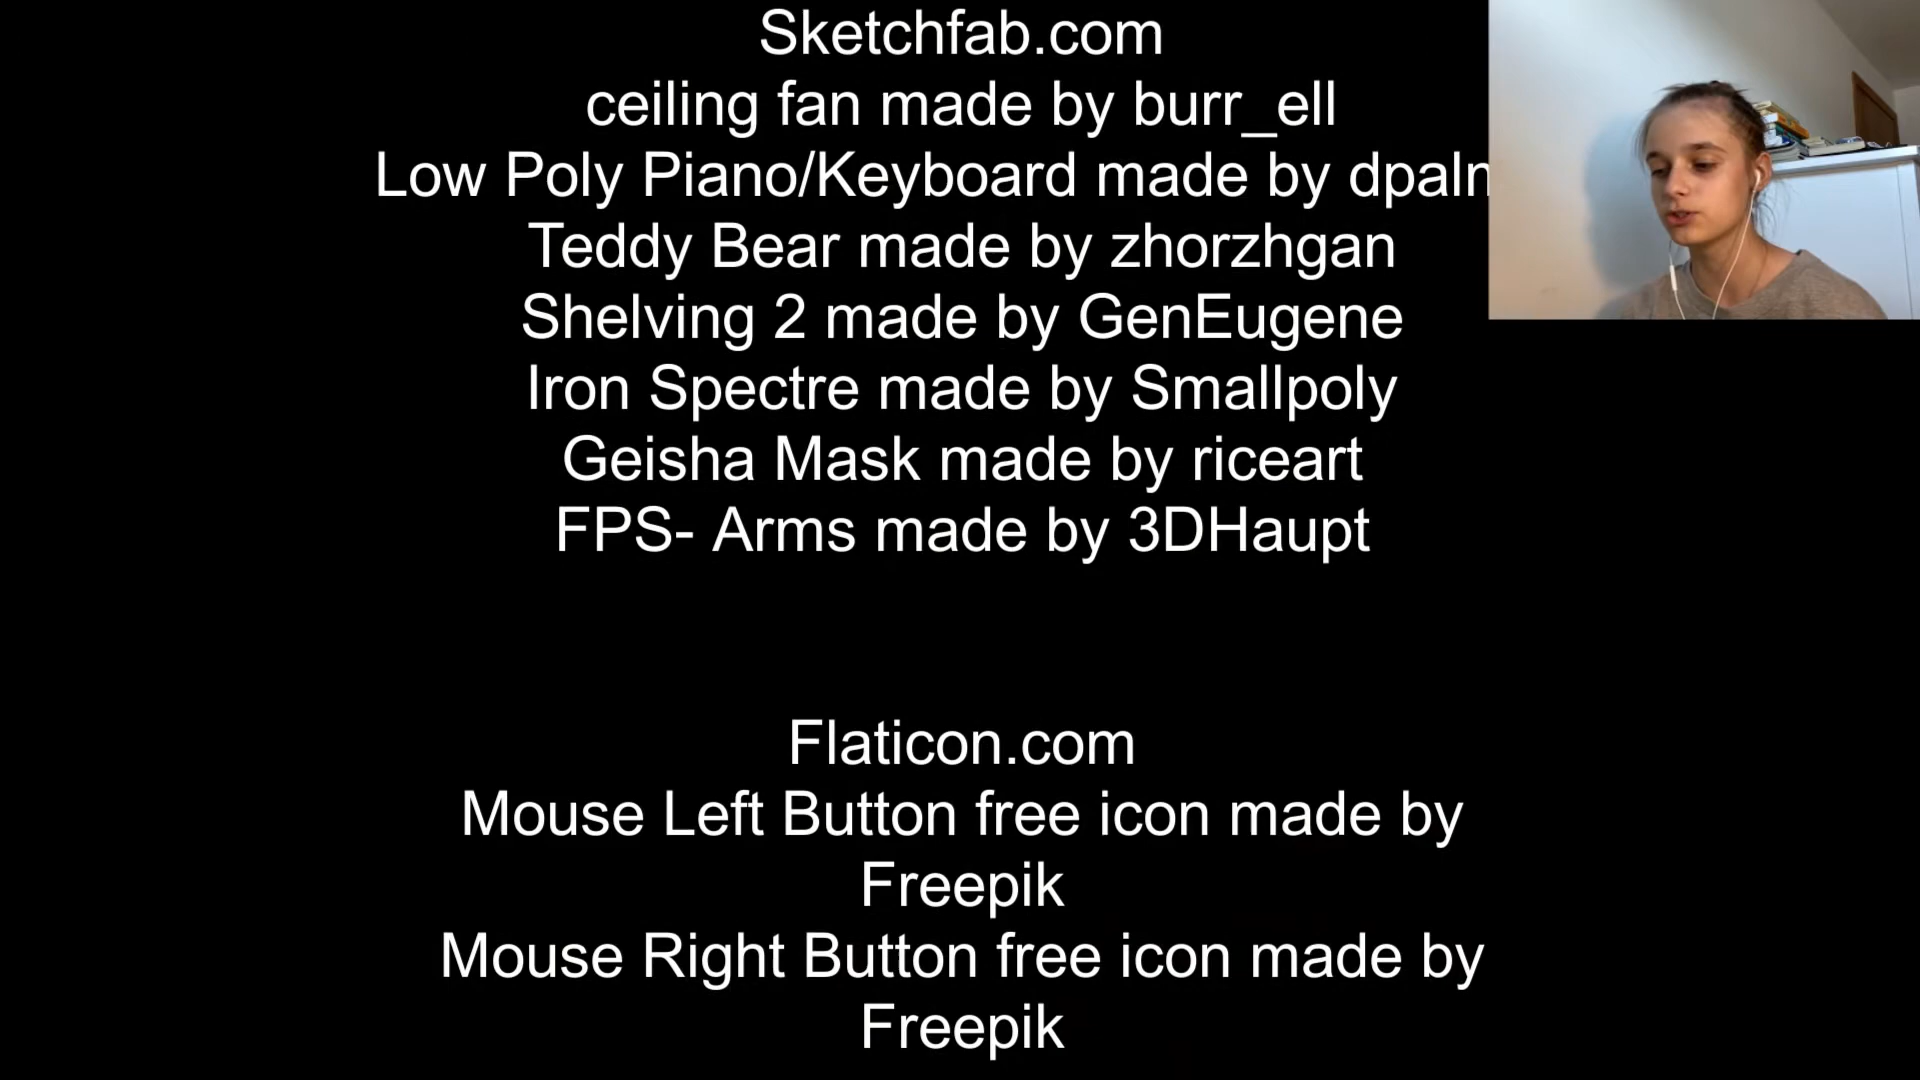 Sketchfab.com
ceiling fan made by burr_ell
Low Poly Piano/Keyboard made by
Teddy Bear made by zhorzhgan
Shelving 2 made by GenEugene
Iron Spectre made by Smallpoly
Geisha Mask made by riceart
FPS- Arms made by 3DHaupt
Flaticon.com
Mouse Left Button free icon made by
Freepik
Mouse Right Button free icon made by
Freepik